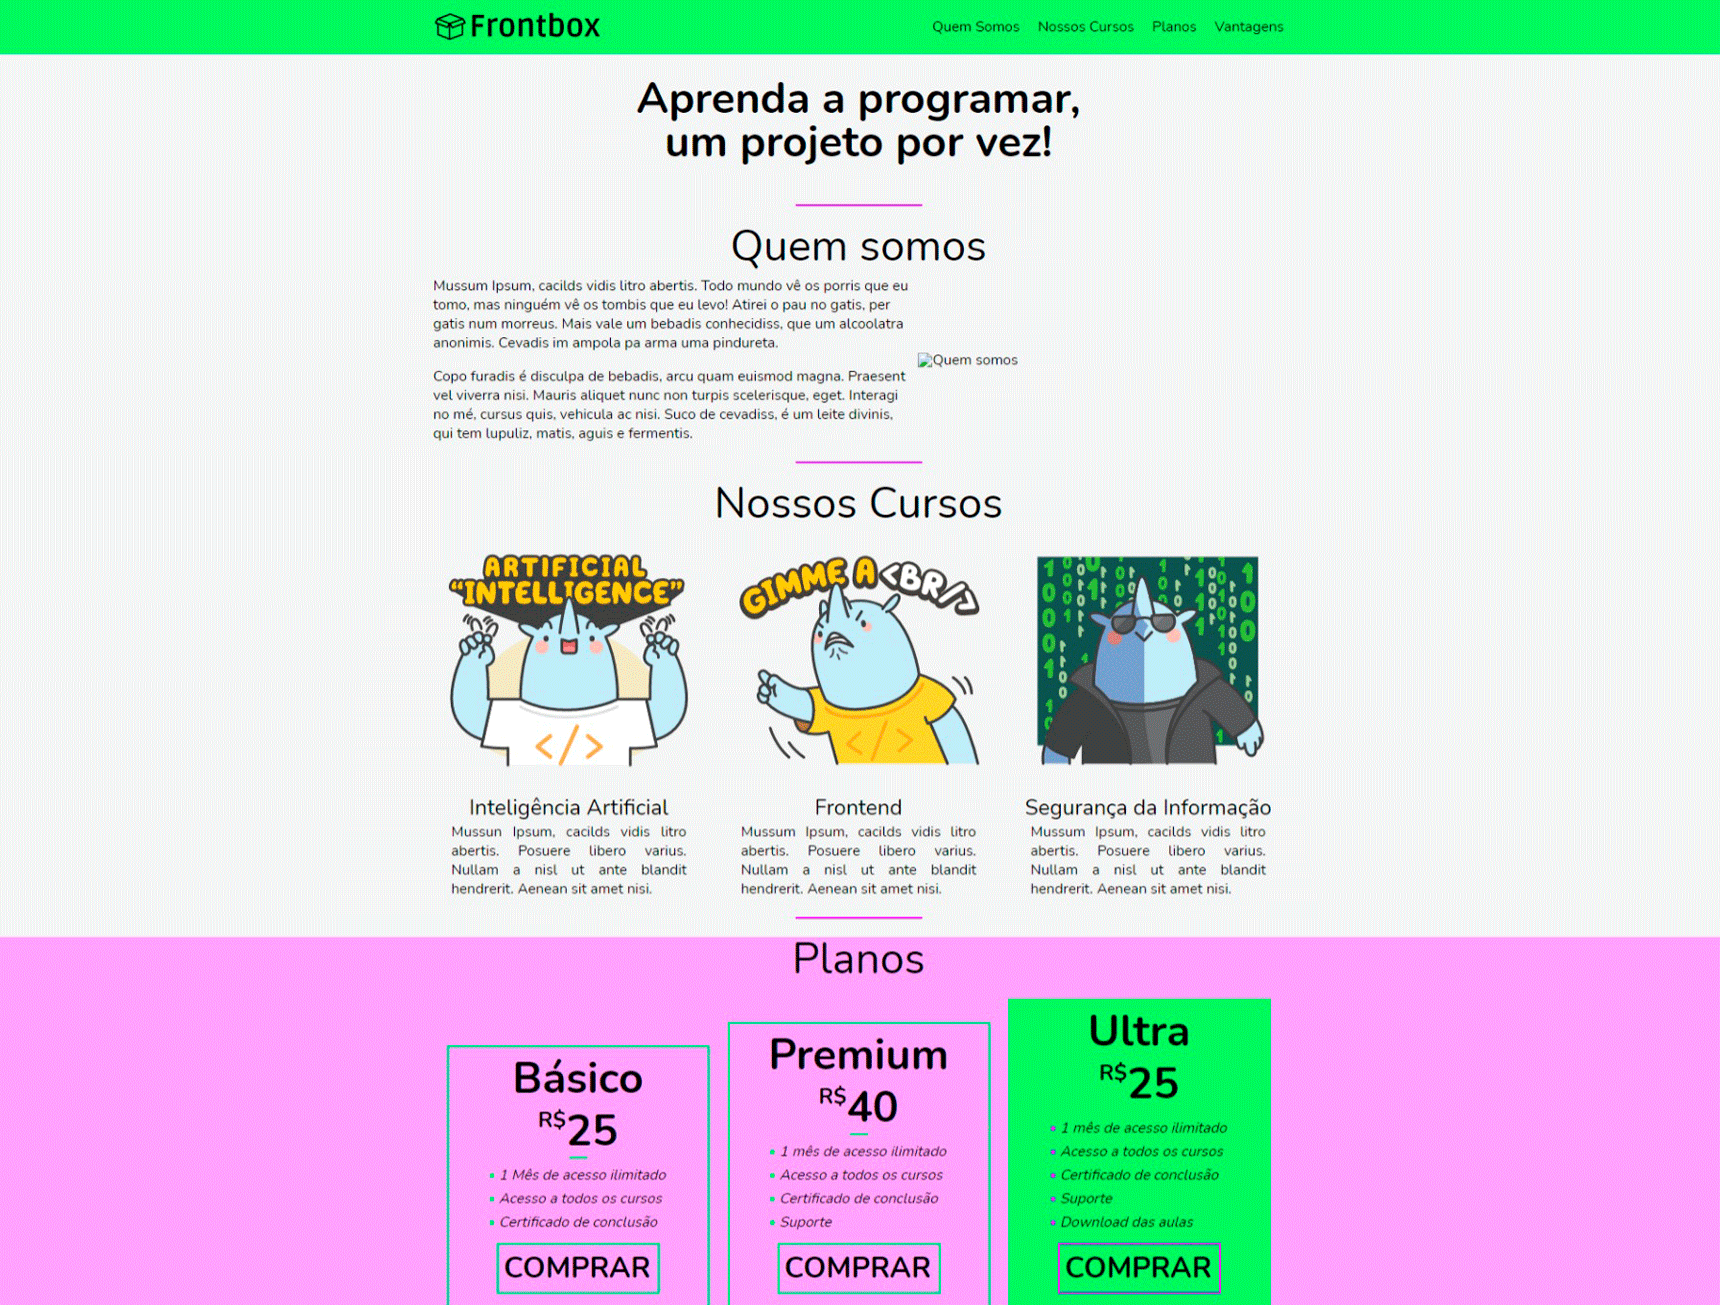 Frontbox
Quem Somos Nossos Cursos Planos Vantagens
Aprenda a programar,
um projeto por vez!
Quem somos
Mussum Ipsum, cacilds vidis litro abertis. Todo mundo vê os porris que eu
tomo, mas ninguém vê os tombis que eu levo! Atirei o pau no gatis, per
gatis num morreus. Mais vale um bebadis conhecidiss, que um alcoolatra
anonimis. Cevadis im ampola pa arma uma pindureta.
Copo furadis é disculpa de bebadis, arcu quam euismod magna. Praesent
vel viverra nisi. Mauris aliquet nunc non turpis scelerisque, eget. Interagi
no mé, cursus quis, vehicula ac nisi. Suco de cevadiss, é um leite divinis,
qui tem lupuliz, matis, aguis e fermentis.
Quem somos
Nossos Cursos
ARTIFICIAL
"INTELLIGENCE"
</>
Inteligência Artificial
Mussun Ipsum, cacilds vidis litro
abertis. Posuere libero varius.
Nullam a nisl ut ante blandit
hendrerit. Aenean sit amet nisi.
GIMME A <BR/>
</>
Frontend
Mussum Ipsum, cacilds vidis litro
abertis. Posuere libero varius.
Nullam a nisl ut ante blandit
hendrerit. Aenean sit amet nisi.
Segurança da Informação
Mussum Ipsum, cacilds vidis litro
abertis. Posuere libero varius.
Nullam a nisl ut ante blandit
hendrerit. Aenean sit amet nisi.
Planos
Básico
R$25
1 Mês de acesso ilimitado
Acesso a todos os cursos
Certificado de conclusão
COMPRAR
Premium
R$40
1 mês de acesso ilimitado
Acesso a todos os cursos
Certificado de conclusão
Suporte
COMPRAR
Ultra
R$25
1 mês de acesso ilimitado
Acesso a todos os cursos
Certificado de conclusão
Suporte
Download das aulas
COMPRAR